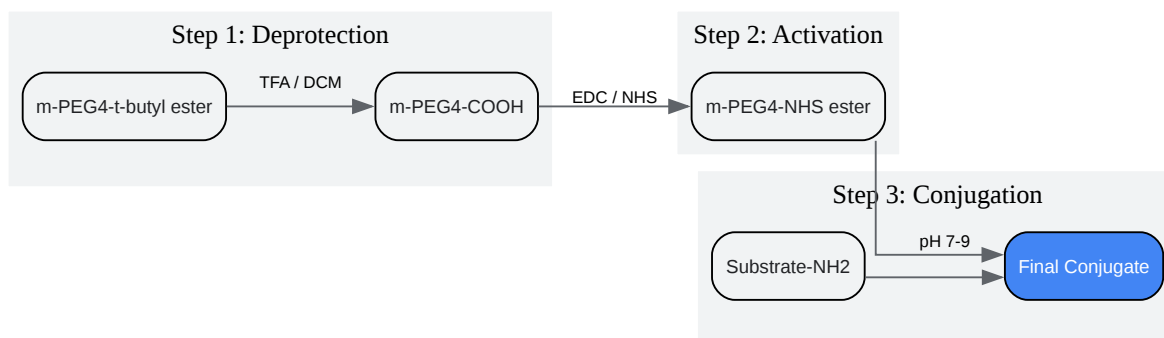 Step 1: Deprotection
m-PEG4-t-butyl ester
TFA / DCM
m-PEG4-COOH
EDC / NHS
Step 2: Activation
m-PEG4-NHS ester
Step 3: Conjugation
Substrate-NH2
pH 7-9
Final Conjugate